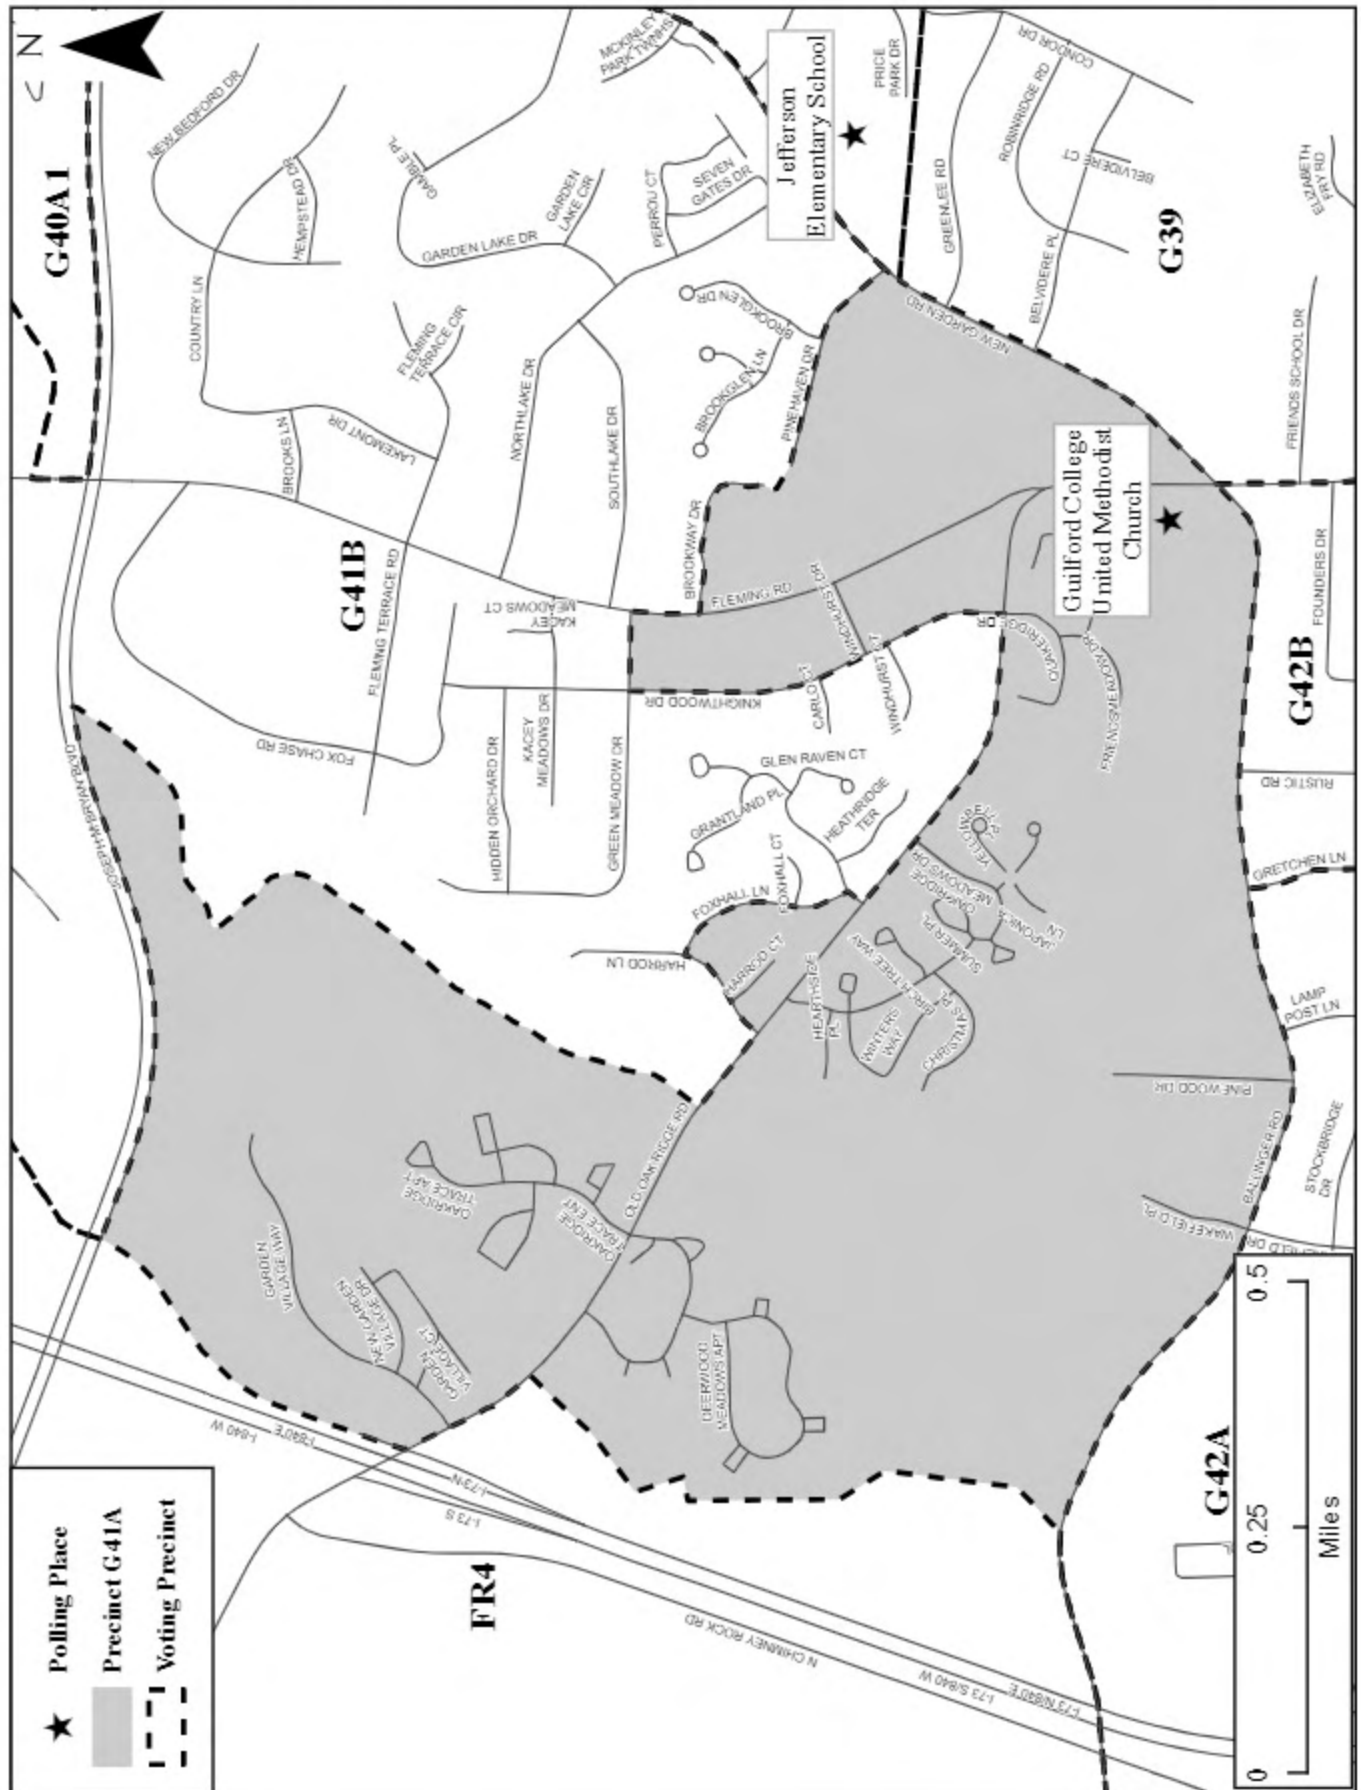 N
Polling Place
Precinct G41A
Voting Precinct
G40A1
NEW BEDFORD DR
HEMPSTEAD DR
COUNTRY LN
GAMBLE PL
MCKINLEY
PARK TWNHS
GARDEN LAKE DR
GARDEN
LAKE CIR
PERROU CT
SEVEN
GATES DR
Jefferson
Elementary School
PRICE
PARK DR
CONDOR DR
ROBINRIDGE RD
GREENLEE RD
BELVIDERE CT
BELVIDERE PL
ELIZABETH
FRY RD
G39
FRIENDS SCHOOL DR
NEW GARDEN RD
FLEMING
TERRACE CIR
BROOKS LN
LAKEMONT DR
NORTHLAKE DR
SOUTHLAKE DR
BROOKGLEN DR
BROOKGLEN LN
PINEHAVEN DR
BROOKWAY DR
G41B
FLEMING TERRACE RD
FOX CHASE RD
KACEY
MEADOWS CT
KACEY
MEADOWS DR
HIDDEN ORCHARD DR
GREEN MEADOW DR
KNIGHTWOOD DR
FLEMING RD
WINDHURST DR
WINDHURST CT
CARLO CT
Guilford College
United Methodist
Church
QUAKERIDGE DR
FRIENDSMEADOW DR
FOUNDERS DR
G42B
RUSTIC RD
GRETCHEN LN
GLEN RAVEN CT
GRANTLAND PL
HEATHRIDGE
TER
FOXHALL CT
FOXHALL LN
HARROD LN
HARROD CT
JOSEPH M BRYAN BLVD
OAKRIDGE
MEADOWS DR
JAPONICA
LN
SUMMER PL
BIRCH TREE WAY
HEARTHSIDE
PL
WINTERS
WAY
CHRISTMAS PL
LAMP
POST LN
PINEWOOD DR
BALLINGER RD
STOCKBRIDGE
DR
WAKEFIELD PL
OLD OAK RIDGE RD
OAKRIDGE
TRACE APT
OAKRIDGE
TRACE ENT
GARDEN
VILLAGE WAY
NEW GARDEN
VILLAGE DR
GARDEN
VILLAGE CT
DEERWOOD
MEADOWS APT
I-840 W
I-840 E
I-73 N
I-73 S
FR4
N CHIMNEY ROCK RD
I-73 S/840 W
I-73 N/840 E
G42A
0 0.25 0.5
Miles